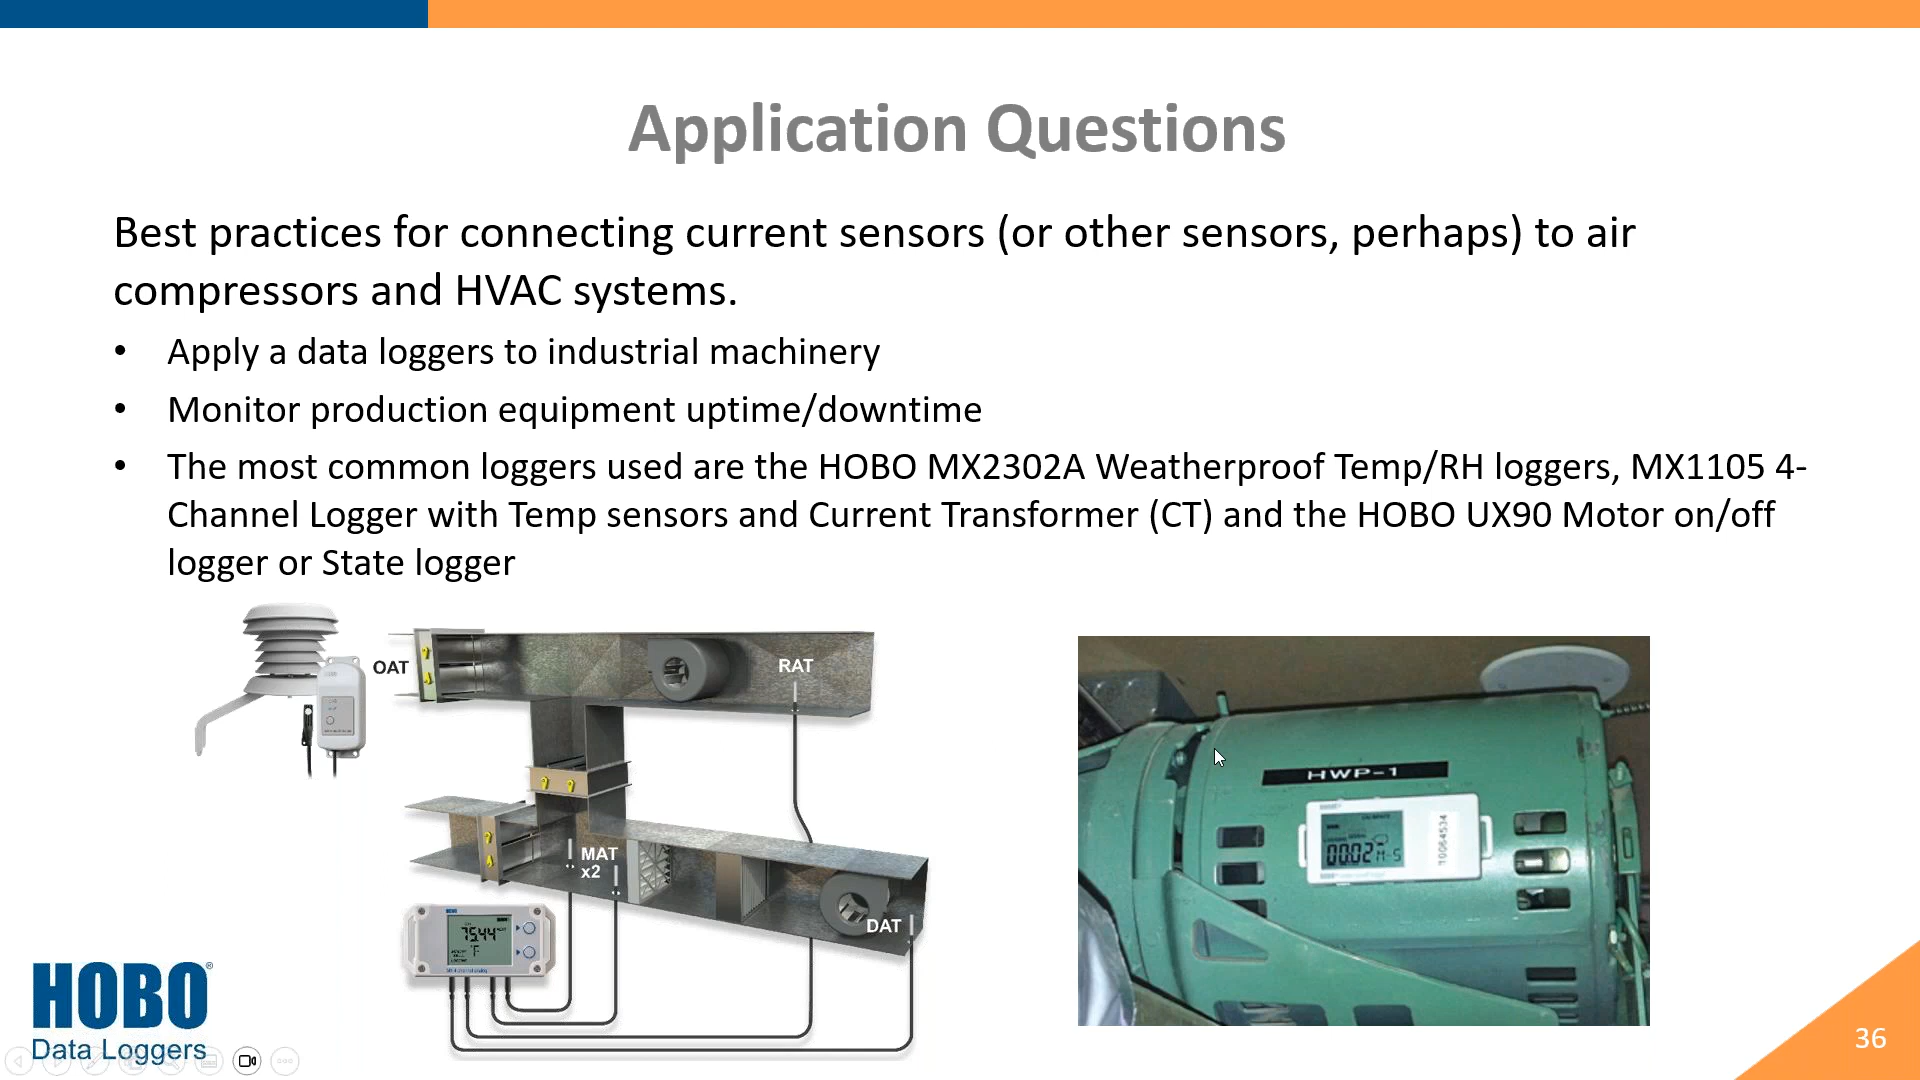 Application Questions
Best practices for connecting current sensors (or other sensors, perhaps) to air
compressors and HVAC systems.
• Apply a data loggers to industrial machinery
• Monitor production equipment uptime/downtime
• The most common loggers used are the HOBO MX2302A Weatherproof Temp/RH loggers, MX1105 4-
Channel Logger with Temp sensors and Current Transformer (CT) and the HOBO UX90 Motor on/off
logger or State logger
OAT
RAT
MAT
x2
DAT
75.44
°F
HWP-1
00:02
M-S
10064534
HOBO®
Data Loggers
36